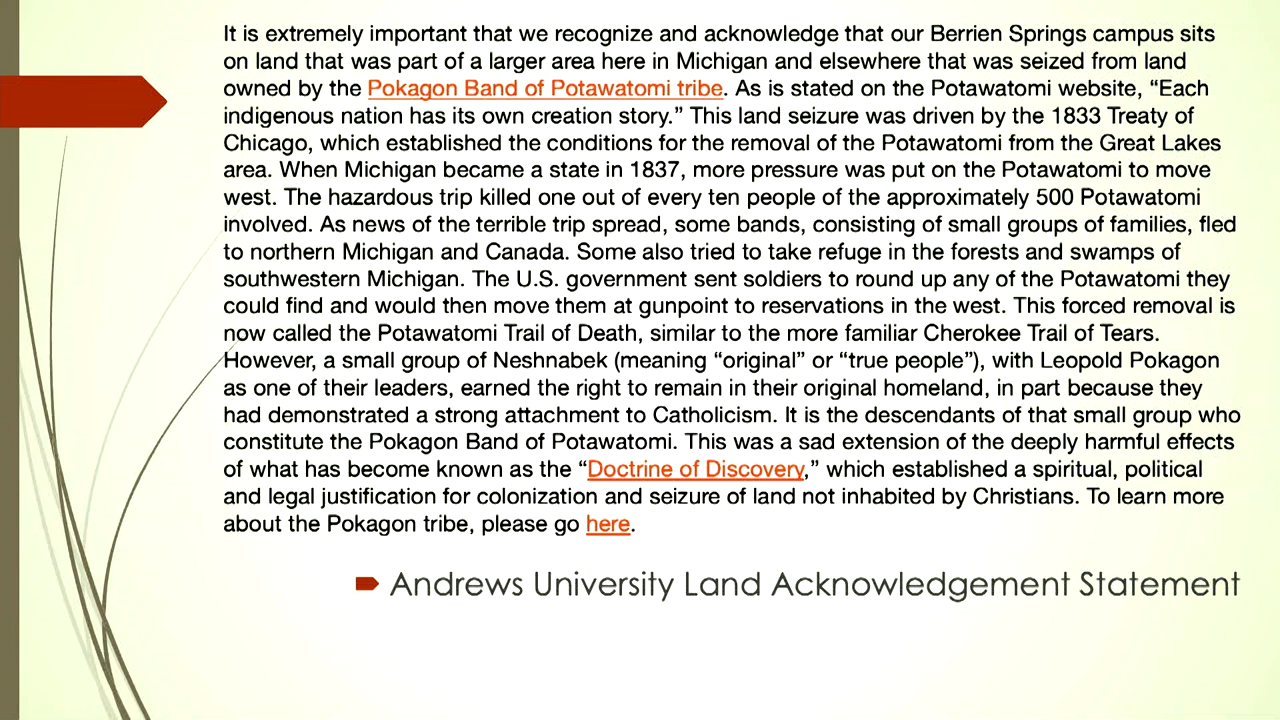 It is extremely important that we recognize and acknowledge that our Berrien Springs campus sits
on land that was part of a larger area here in Michigan and elsewhere that was seized from land
owned by the Pokagon Band of Potawatomi tribe. As is stated on the Potawatomi website, “Each
indigenous nation has its own creation story.” This land seizure was driven by the 1833 Treaty of
Chicago, which established the conditions for the removal of the Potawatomi from the Great Lakes
area. When Michigan became a state in 1837, more pressure was put on the Potawatomi to move
west. The hazardous trip killed one out of every ten people of the approximately 500 Potawatomi
involved. As news of the terrible trip spread, some bands, consisting of small groups of families, fled
to northern Michigan and Canada. Some also tried to take refuge in the forests and swamps of
southwestern Michigan. The U.S. government sent soldiers to round up any of the Potawatomi they
could find and would then move them at gunpoint to reservations in the west. This forced removal is
now called the Potawatomi Trail of Death, similar to the more familiar Cherokee Trail of Tears.
However, a small group of Neshnabek (meaning “original” or “true people”), with Leopold Pokagon
as one of their leaders, earned the right to remain in their original homeland, in part because they
had demonstrated a strong attachment to Catholicism. It is the descendants of that small group who
constitute the Pokagon Band of Potawatomi. This was a sad extension of the deeply harmful effects
of what has become known as the “Doctrine of Discovery,” which established a spiritual, political
and legal justification for colonization and seizure of land not inhabited by Christians. To learn more
about the Pokagon tribe, please go here.
Andrews University Land Acknowledgement Statement